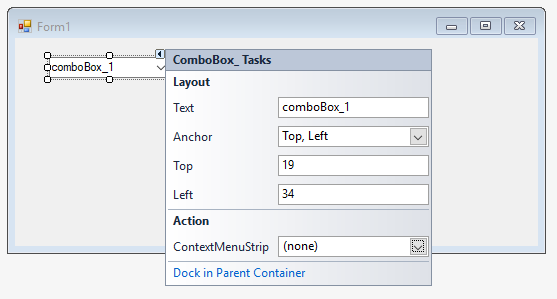 Form1
comboBox_1
ComboBox_ Tasks
Layout
Text comboBox_1
Anchor Top, Left
Top 19
Left 34
Action
ContextMenuStrip (none)
Dock in Parent Container